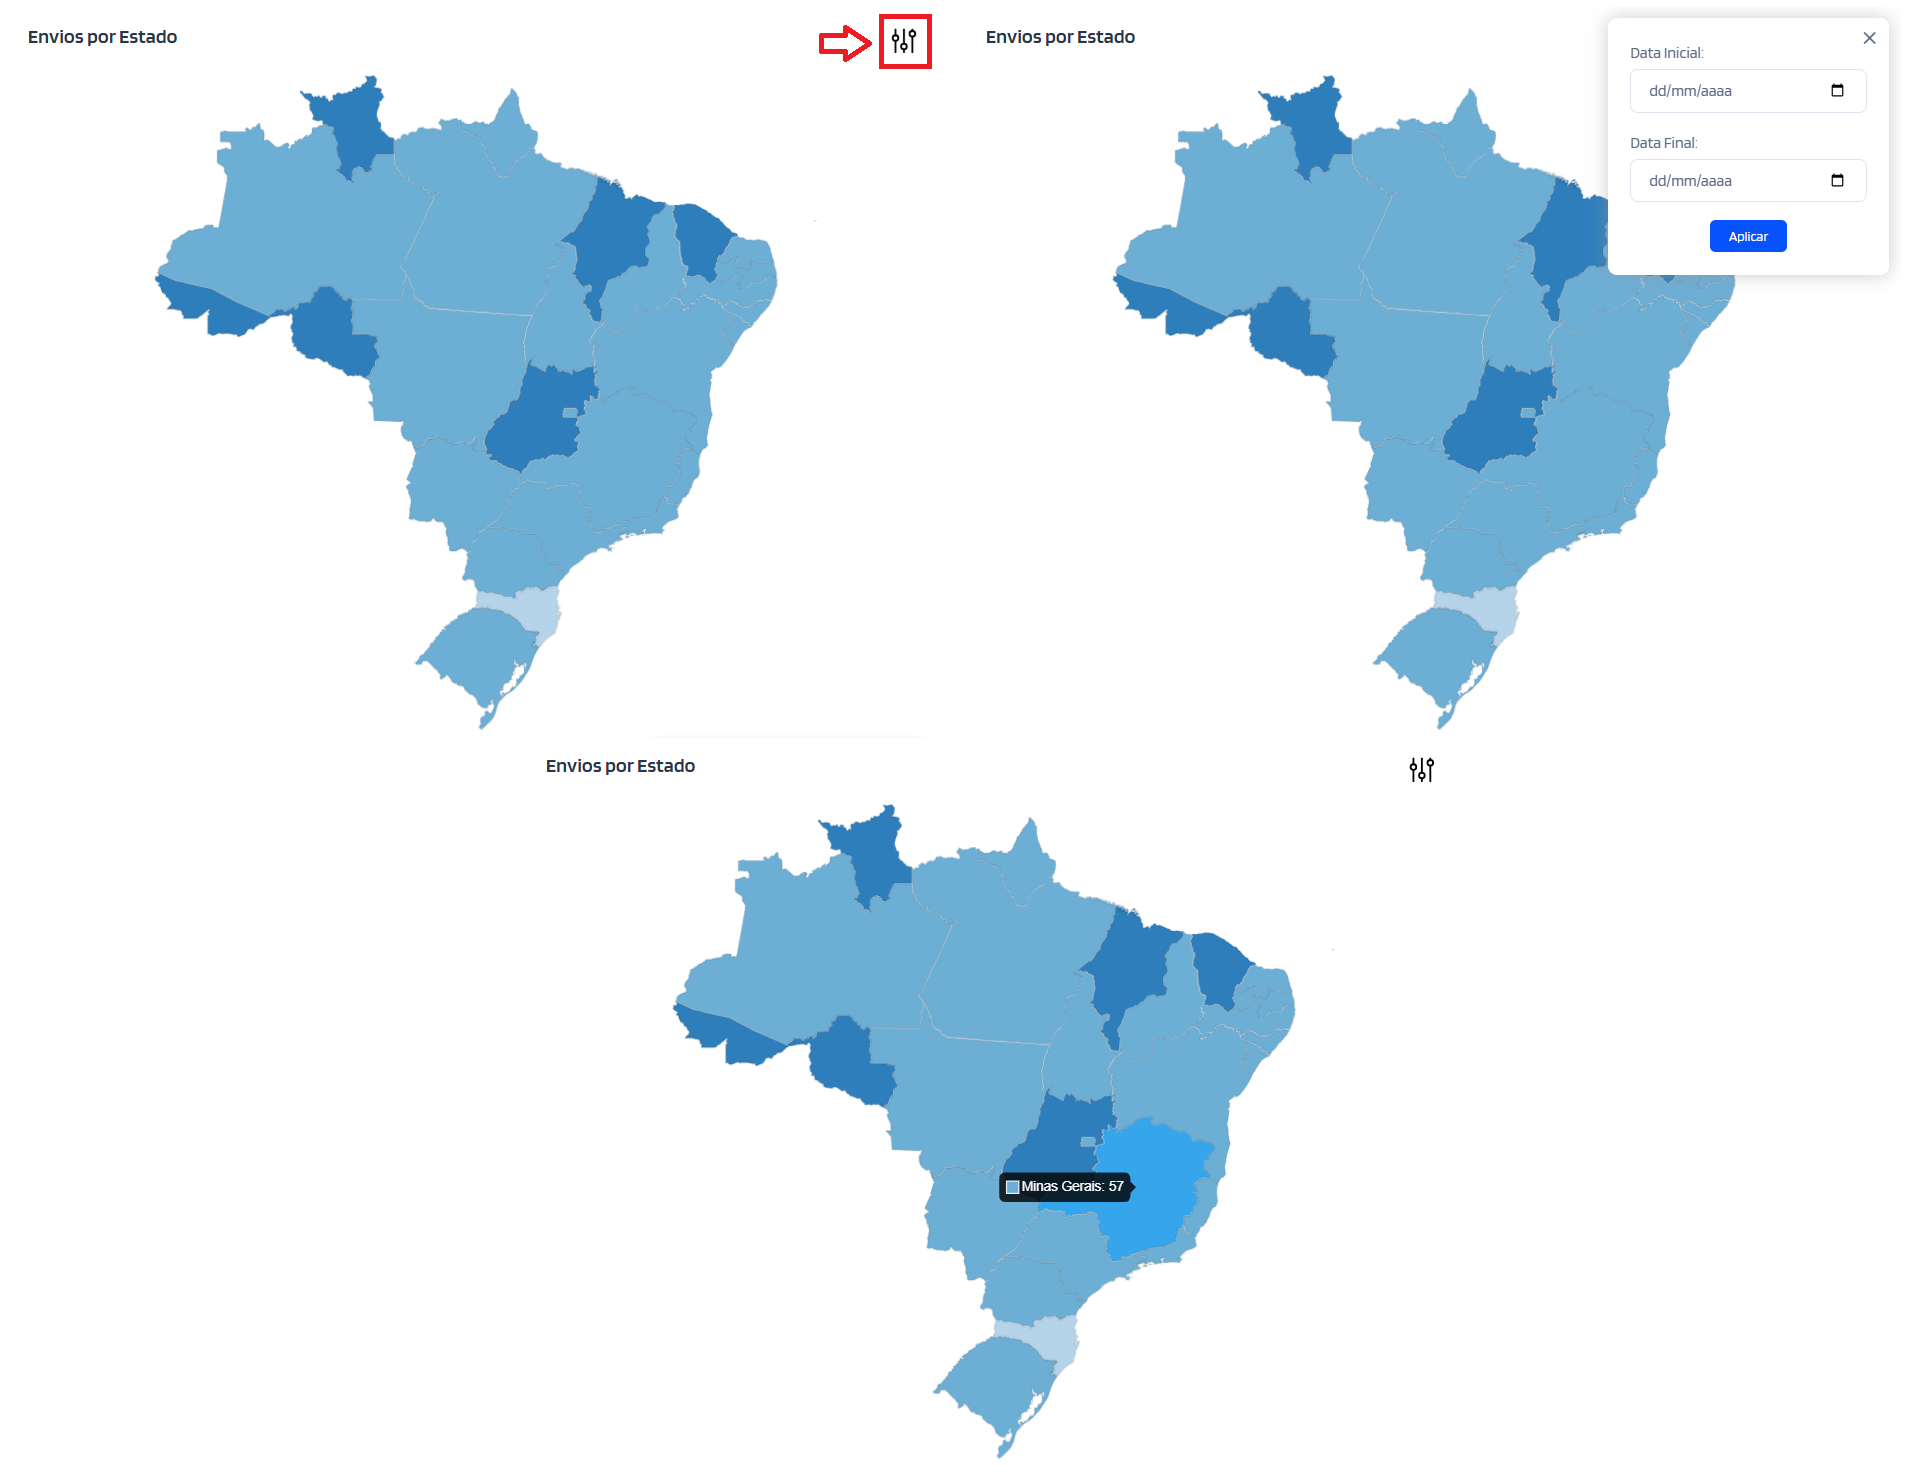 Envios por Estado
Envios por Estado
Data Inicial:
dd/mm/aaaa
Data Final:
dd/mm/aaaa
Aplicar
Envios por Estado
Minas Gerais: 57